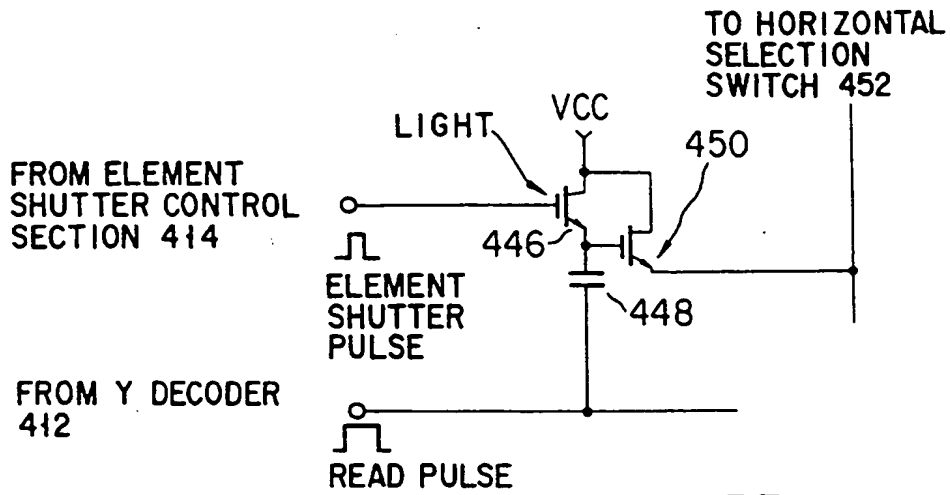 TO HORIZONTAL
SELECTION
SWITCH 452
VCC
LIGHT
450
FROM ELEMENT
SHUTTER CONTROL
SECTION 414
446
ELEMENT
SHUTTER
PULSE
448
FROM Y DECODER
412
READ PULSE